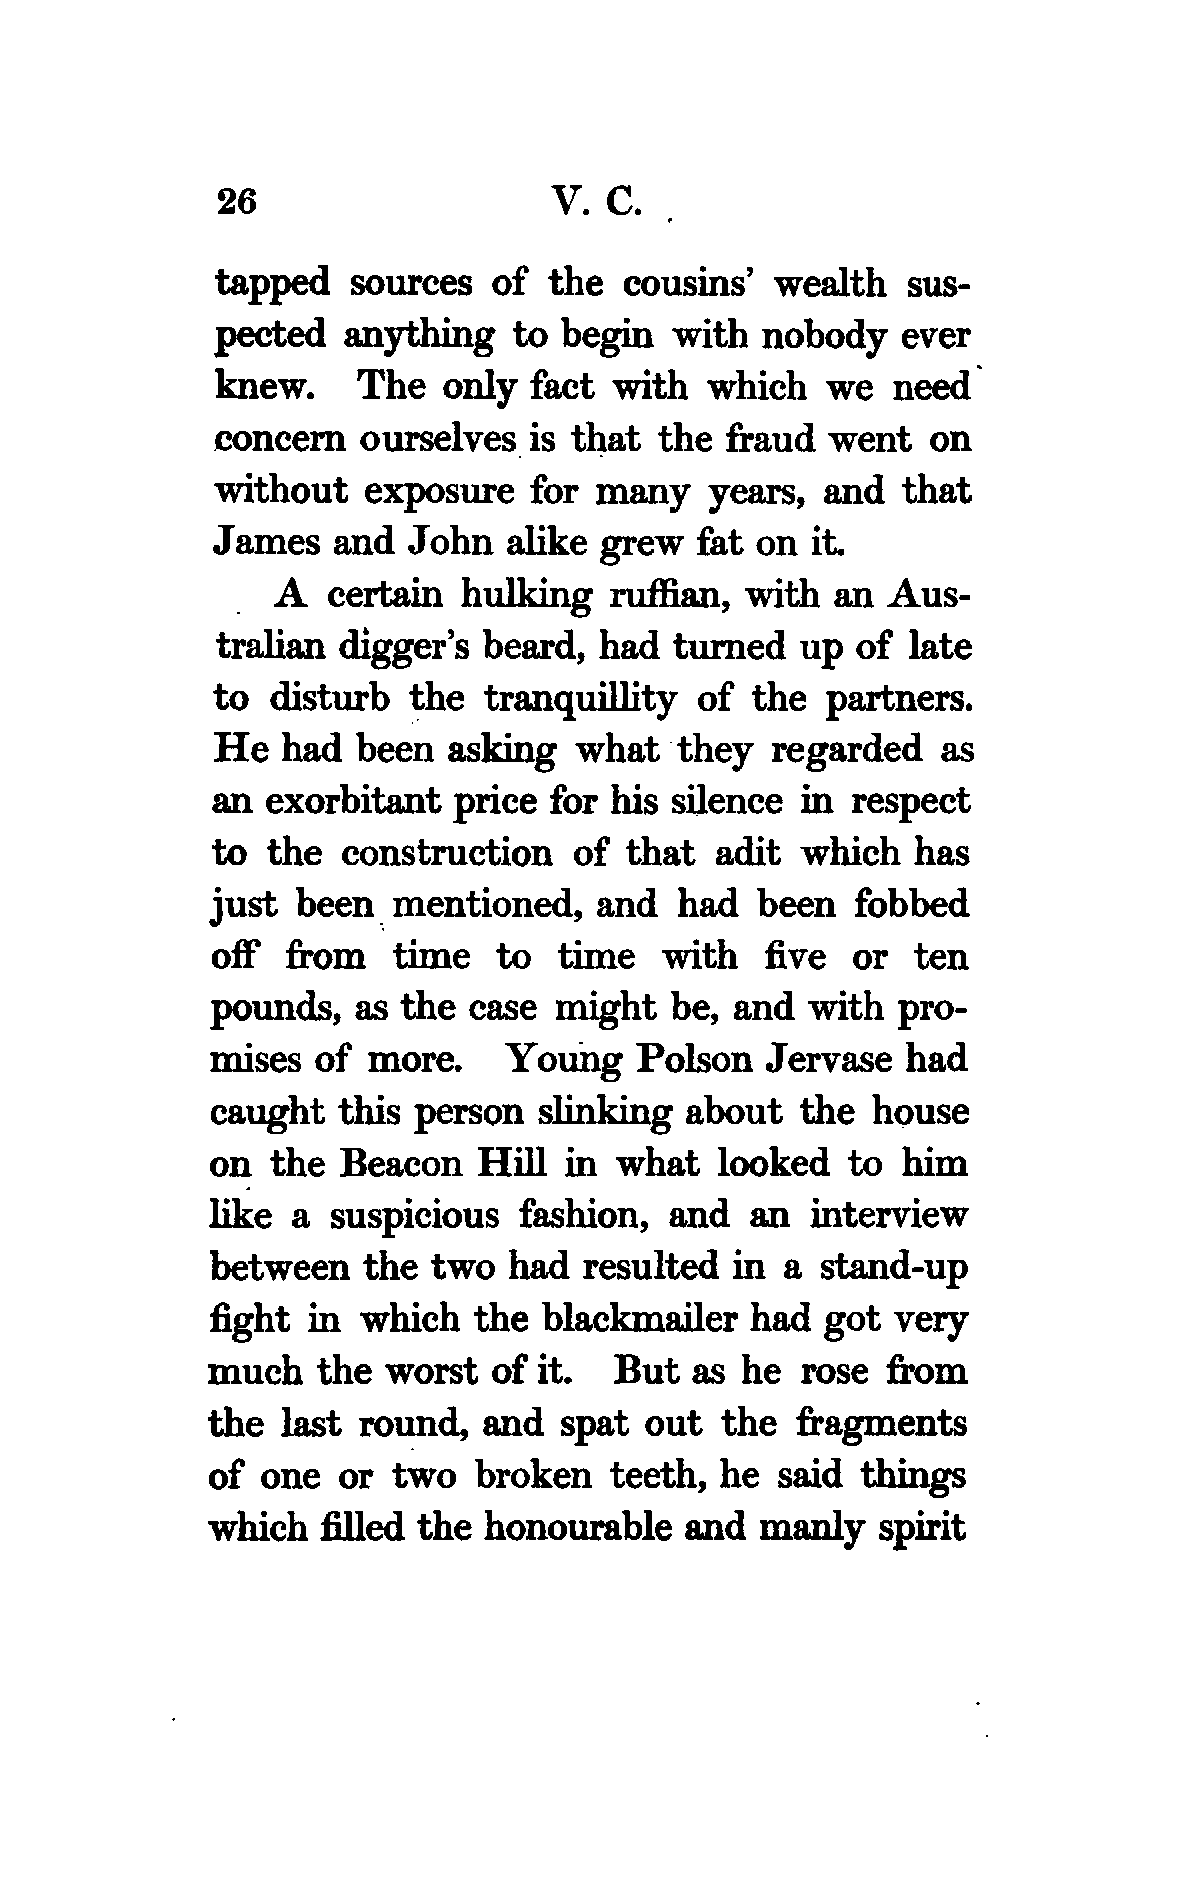 26 V. C.
tapped sources of the cousins' wealth sus-
pected anything to begin with nobody ever
knew. The only fact with which we need
concern ourselves is that the fraud went on
without exposure for many years, and that
James and John alike grew fat on it.
A certain hulking ruffian, with an Aus-
tralian digger's beard, had turned up of late
to disturb the tranquillity of the partners.
He had been asking what they regarded as
an exorbitant price for his silence in respect
to the construction of that adit which has
just been mentioned, and had been fobbed
off from time to time with five or ten
pounds, as the case might be, and with pro-
mises of more. Young Polson Jervase had
caught this person slinking about the house
on the Beacon Hill in what looked to him
like a suspicious fashion, and an interview
between the two had resulted in a stand-up
fight in which the blackmailer had got very
much the worst of it. But as he rose from
the last round, and spat out the fragments
of one or two broken teeth, he said things
which filled the honourable and manly spirit